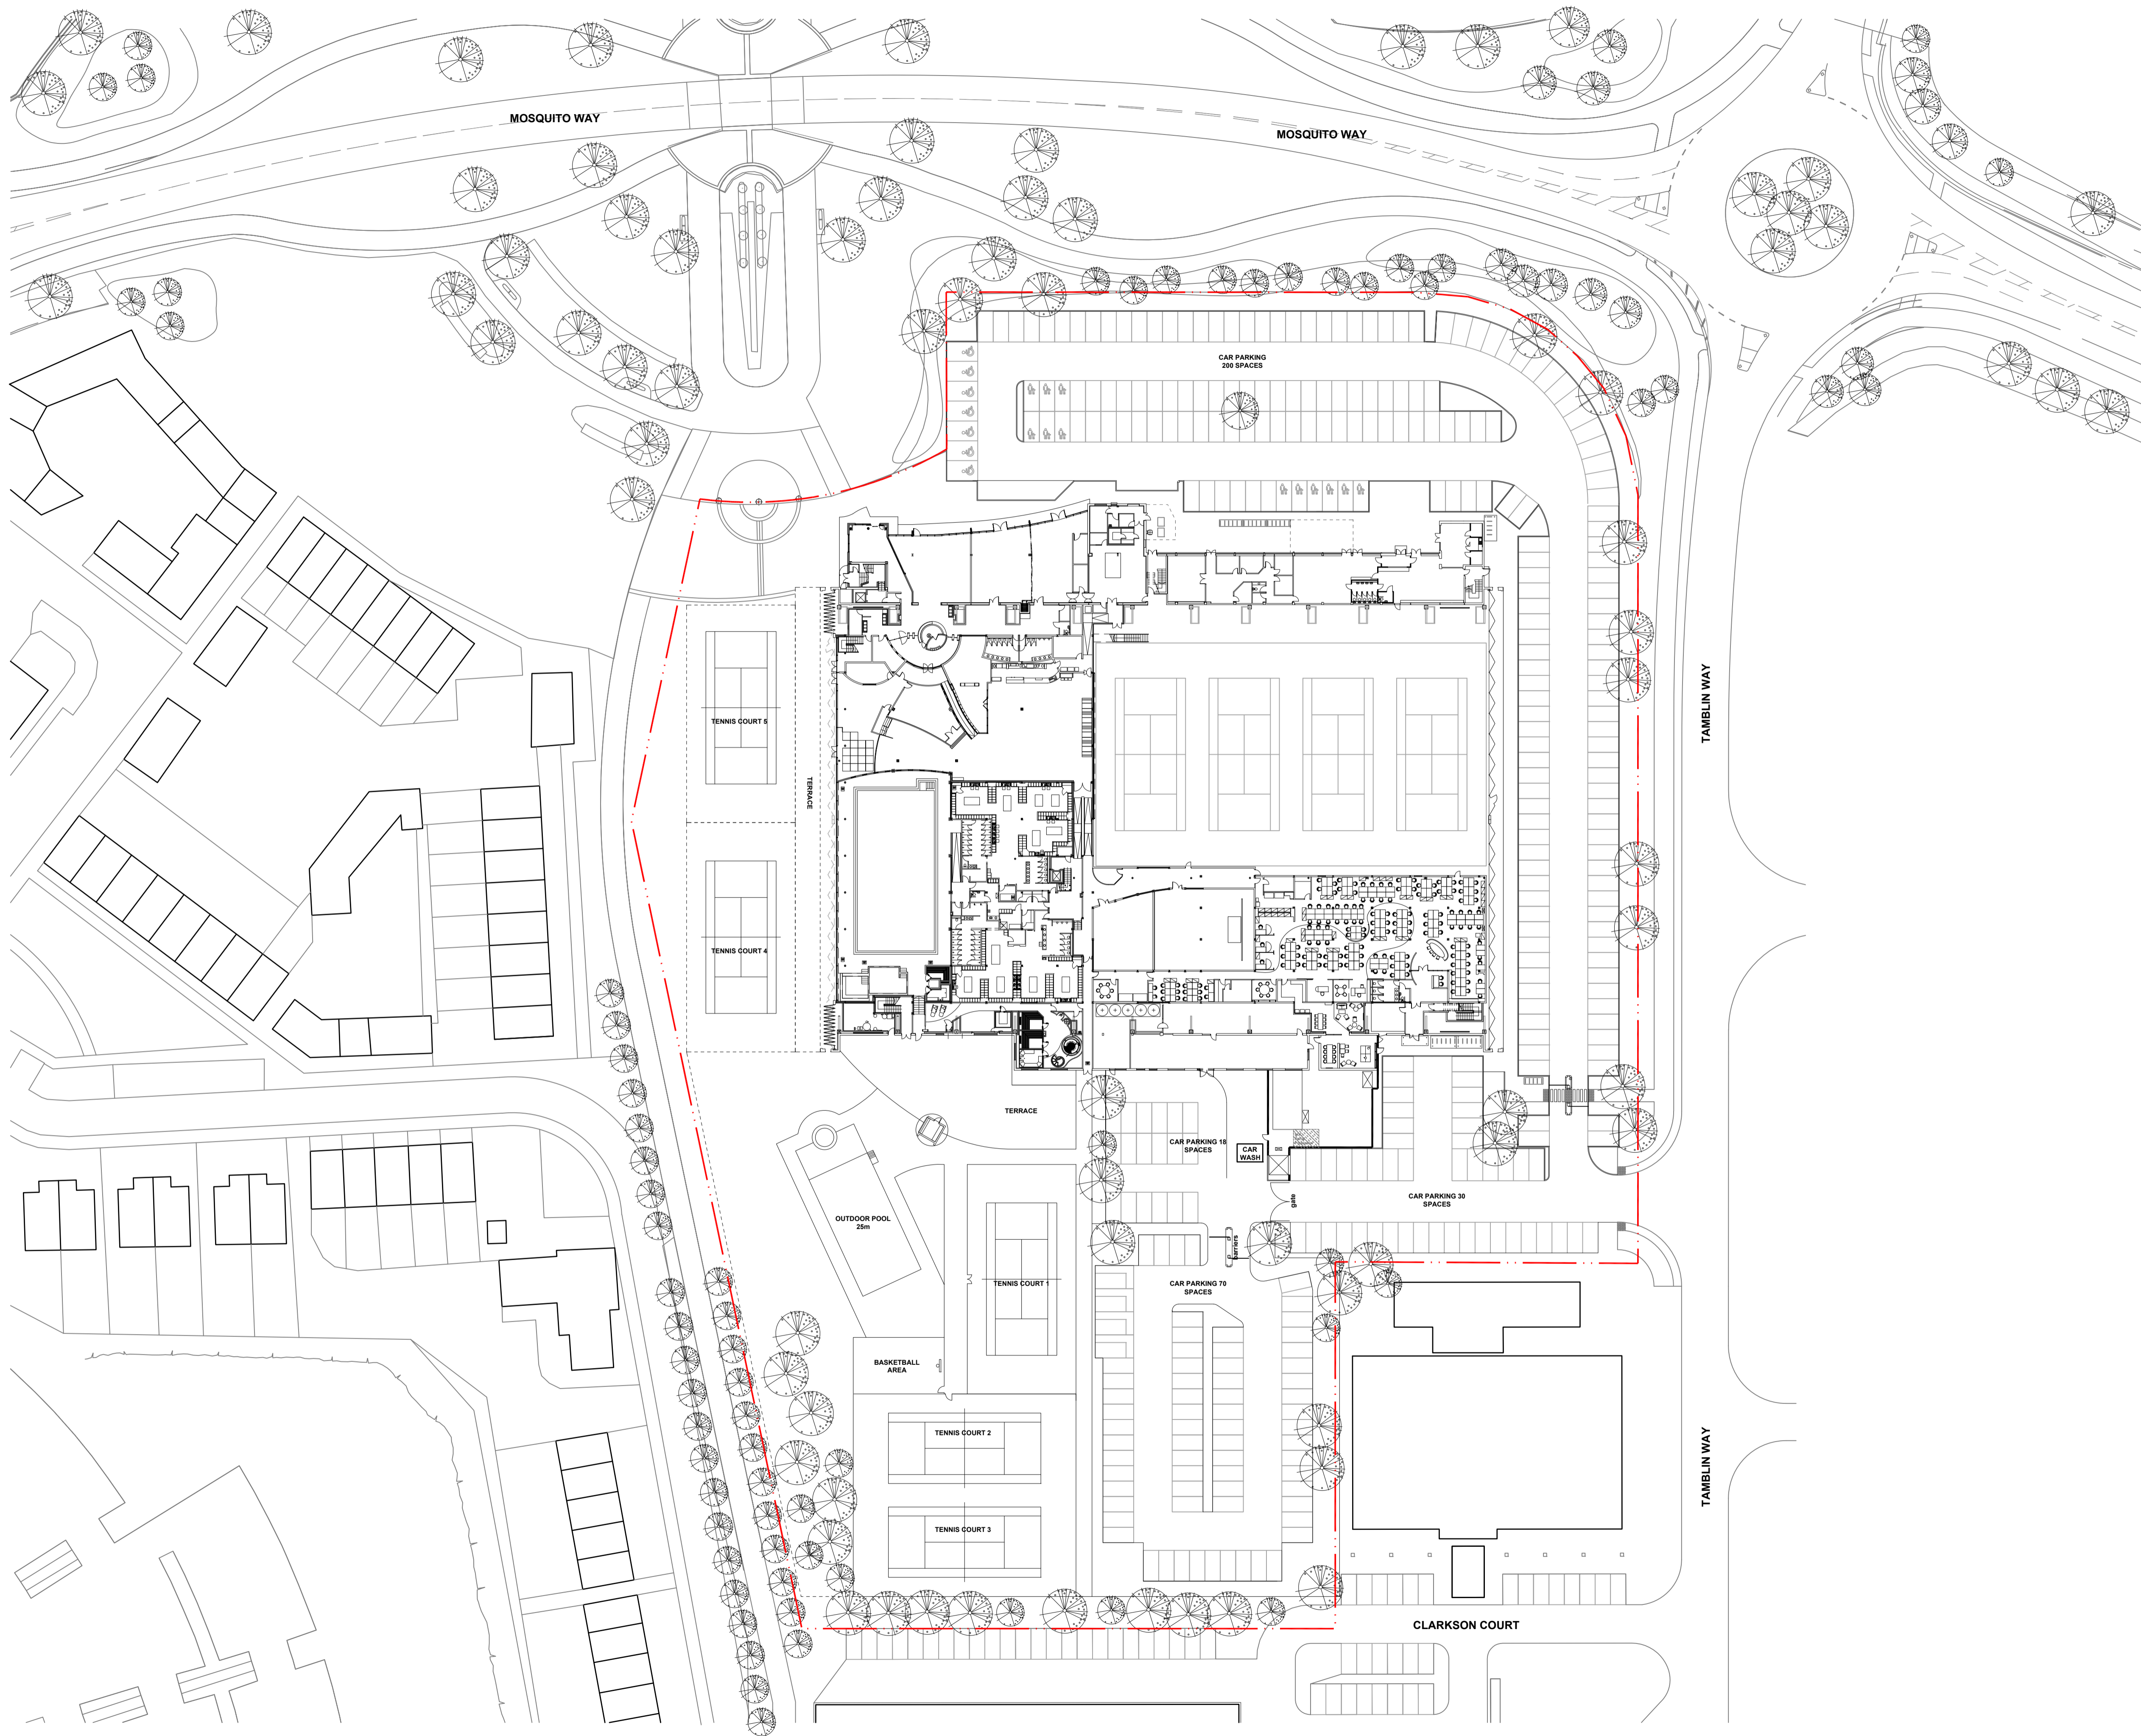 MOSQUITO WAY
MOSQUITO WAY
CAR PARKING
200 SPACES
TAMBLIN WAY
TENNIS COURT 5
TERRACE
TENNIS COURT 4
TERRACE
CAR PARKING 18
SPACES
CAR
WASH
gate
CAR PARKING 30
SPACES
OUTDOOR POOL
25m
barriers
TENNIS COURT 1
CAR PARKING 70
SPACES
BASKETBALL
AREA
TENNIS COURT 2
TAMBLIN WAY
TENNIS COURT 3
CLARKSON COURT